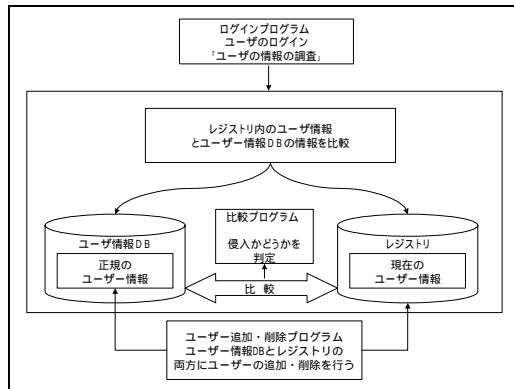 ログインプログラム
ユーザのログイン
「ユーザの情報の調査」
レジストリ内のユーザ情報
とユーザー情報DBの情報を比較
比較プログラム
侵入かどうかを
判定
ユーザ情報DB
正規の
ユーザー情報
レジストリ
現在の
ユーザー情報
比 較
ユーザー追加・削除プログラム
ユーザー情報DBとレジストリの
両方にユーザーの追加・削除を行う